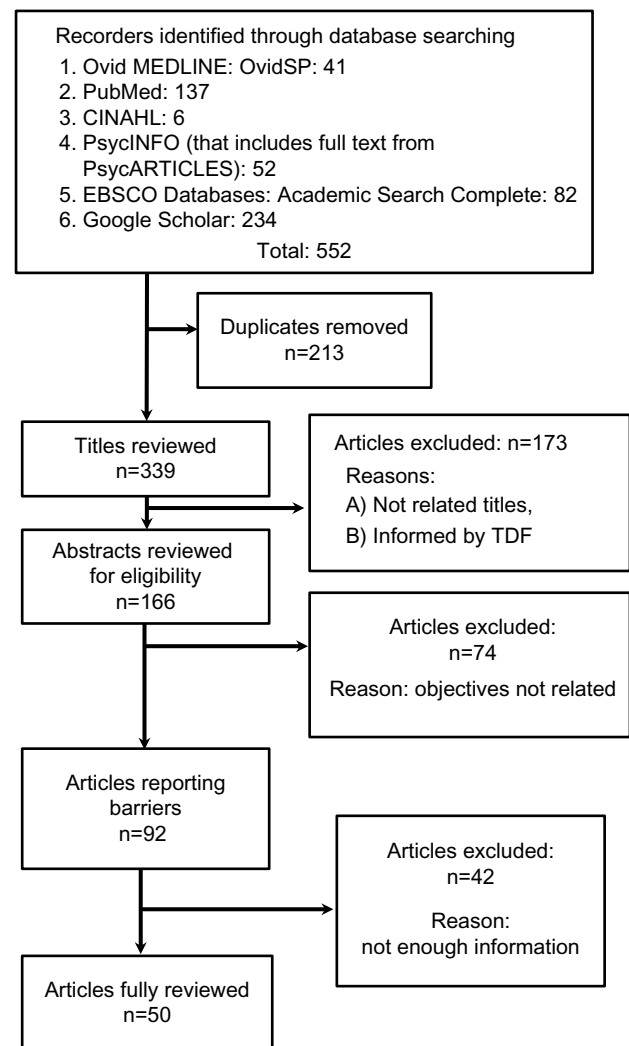 Recorders identified through database searching
1. Ovid MEDLINE: OvidSP: 41
2. PubMed: 137
3. CINAHL: 6
4. PsycINFO (that includes full text from
PsycARTICLES): 52
5. EBSCO Databases: Academic Search Complete: 82
6. Google Scholar: 234
Total: 552
Duplicates removed
n=213
Titles reviewed
n=339
Articles excluded: n=173
Reasons:
A) Not related titles,
B) Informed by TDF
Abstracts reviewed
for eligibility
n=166
Articles excluded:
n=74
Reason: objectives not related
Articles reporting
barriers
n=92
Articles excluded:
n=42
Reason:
not enough information
Articles fully reviewed
n=50